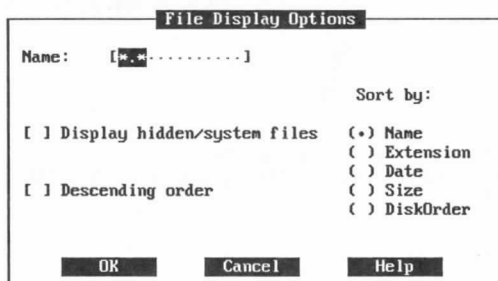 File Display Options
Name: [*.*··········]
Sort by:
[ ] Display hidden/system files (•) Name
( ) Extension
( ) Date
[ ] Descending order ( ) Size
( ) DiskOrder
OK Cancel Help